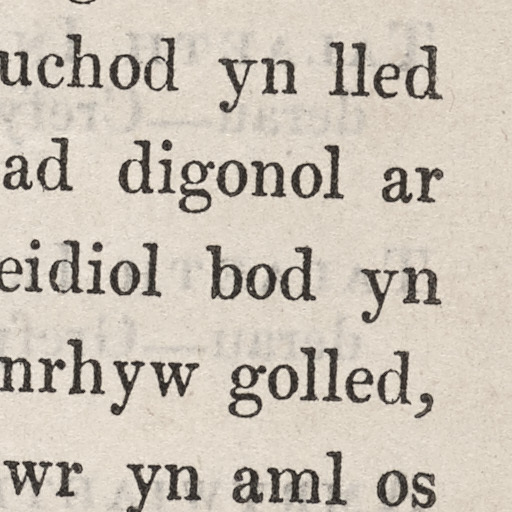 uchod yn lled
ad digonol ar
eidiol bod yn
nrhyw golled,
wr yn aml os